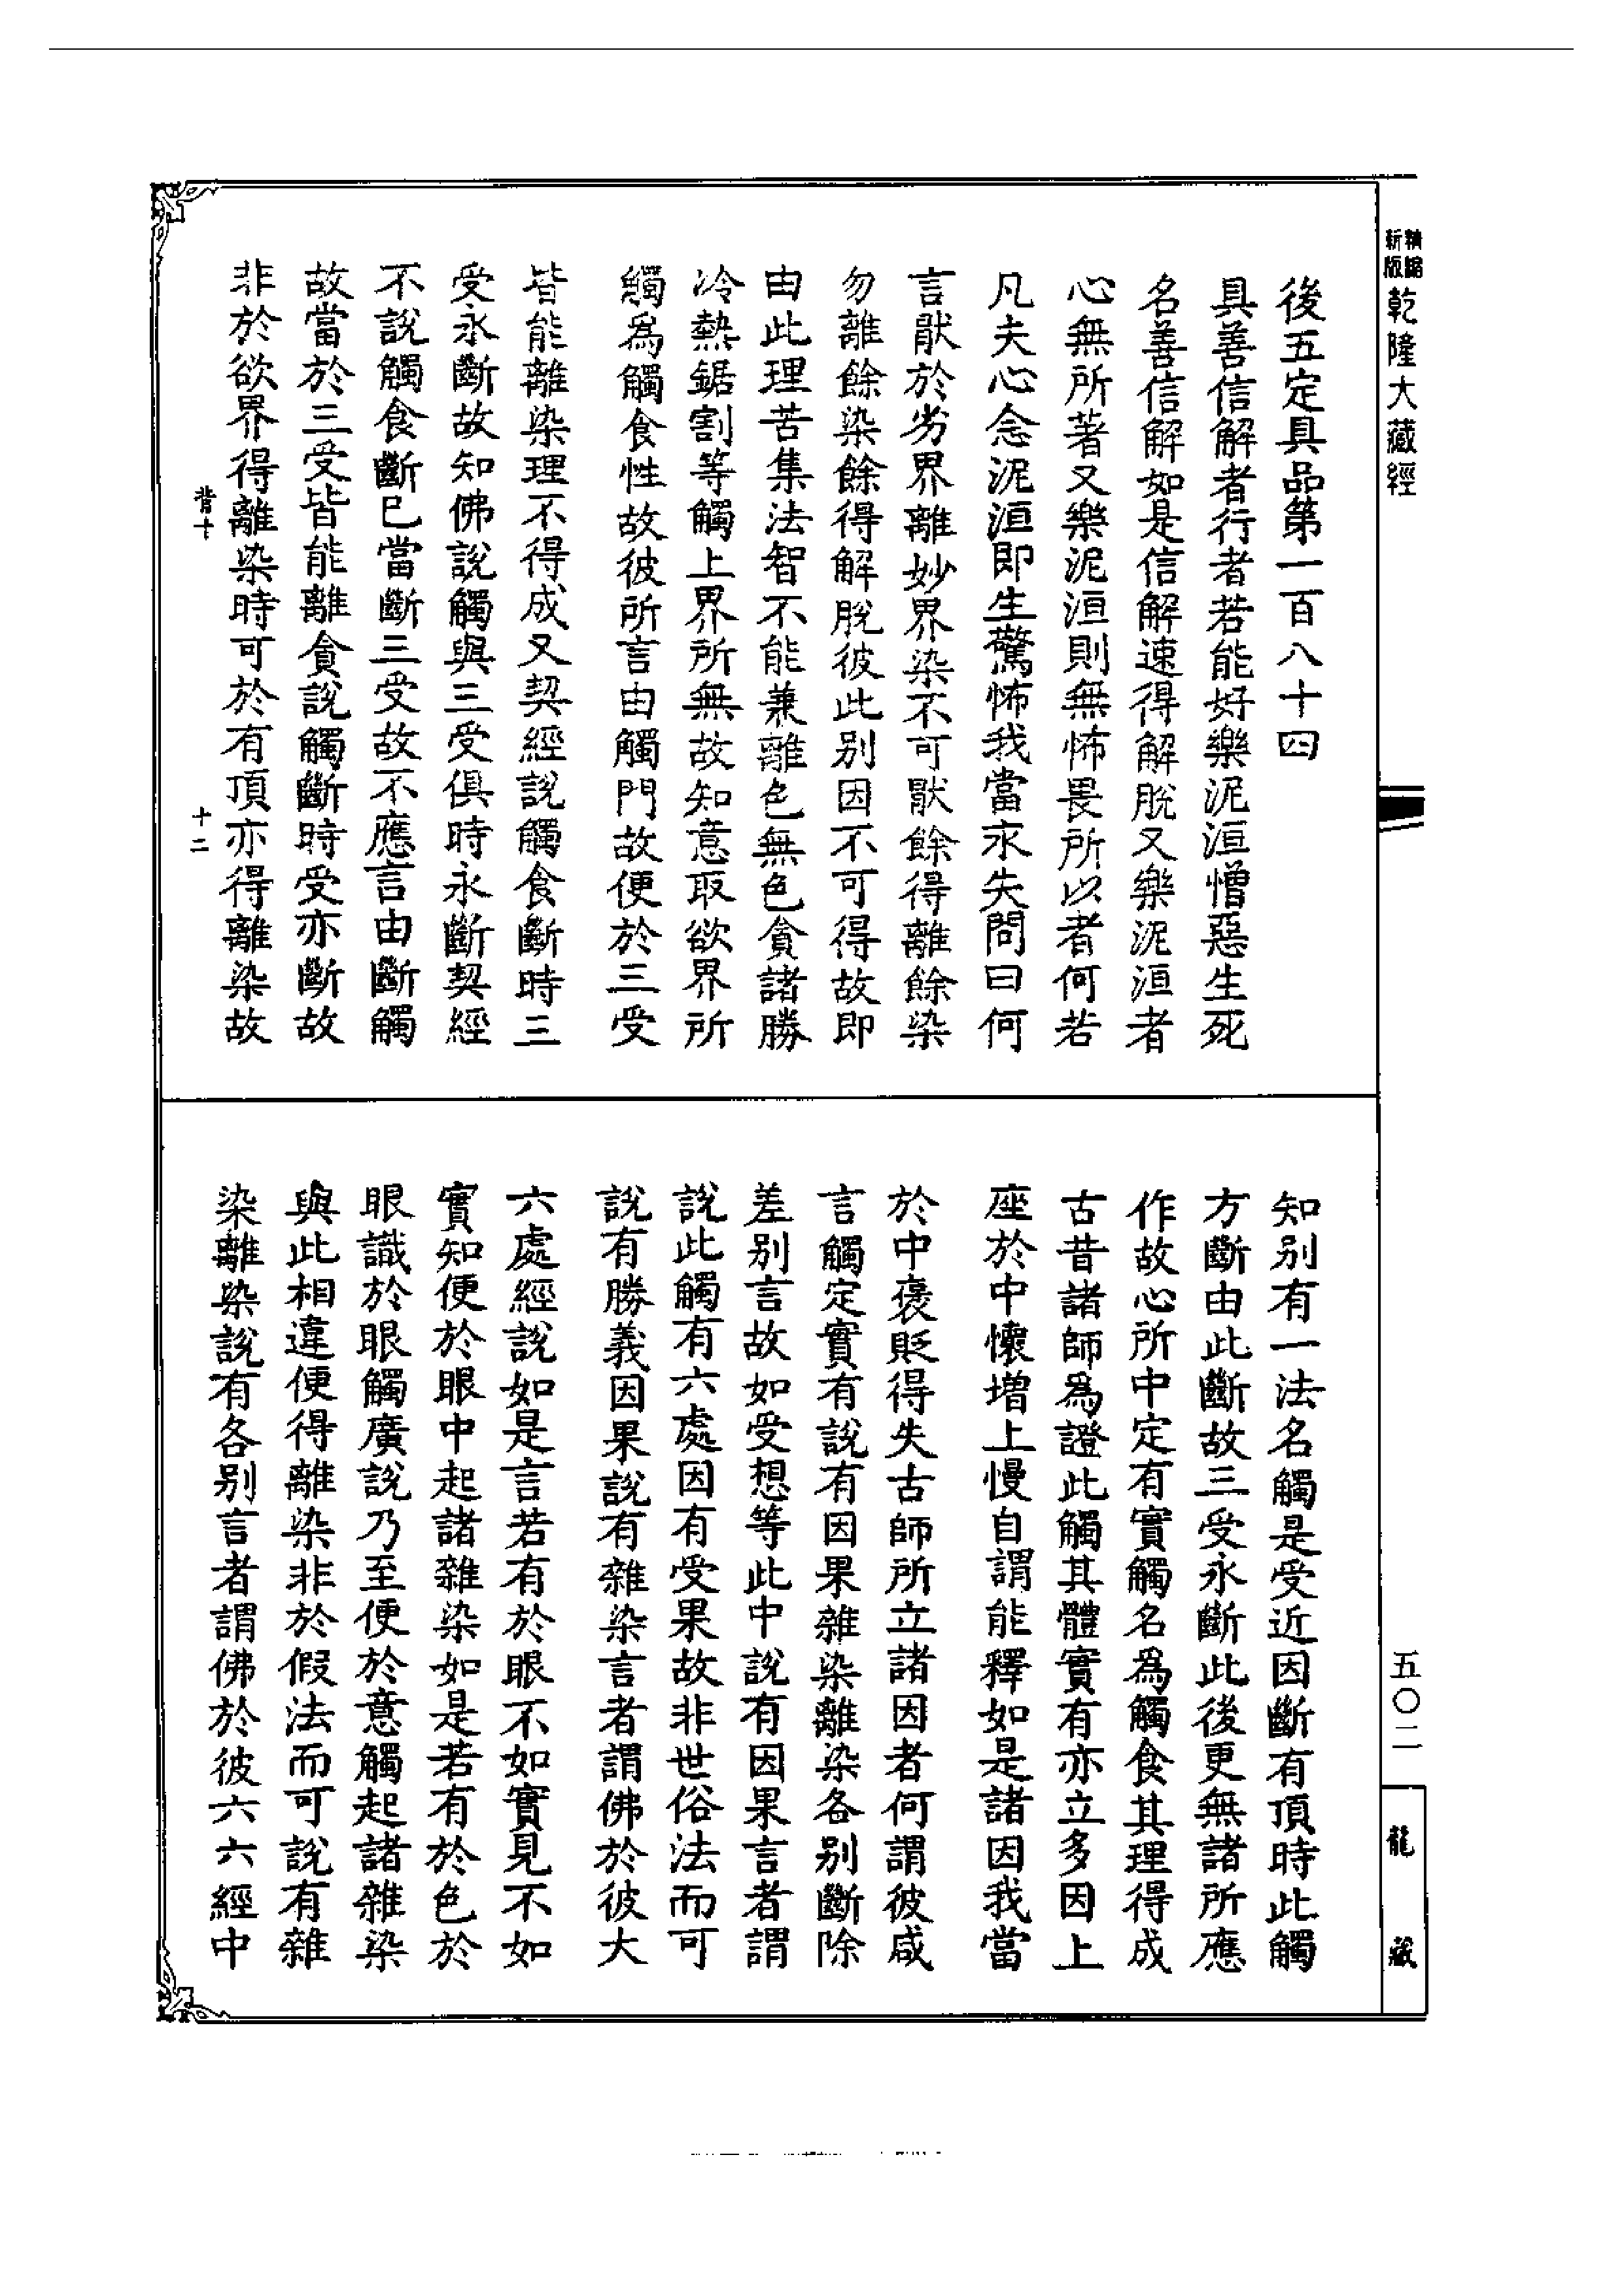 精縮
新版
乾隆大藏經
後五定具品第一百八十四
具善信解者行者若能好樂泥洹憎惡生死
名善信解如是信解速得解脫又樂泥洹者
心無所著又樂泥洹則無怖畏所以者何若
凡夫心念泥洹即生驚怖我當永失問曰何
言猒於劣界離妙界染不可猒餘得離餘染
勿離餘染餘得解脫彼此別因不可得故即
由此理苦集法智不能兼離色無色貪諸勝
冷熱鋸割等觸上界所無故知意取欲界所
觸爲觸食性故彼所言由觸門故便於三受
皆能離染理不得成又契經說觸食斷時三
受永斷故知佛說觸與三受俱時永斷契經
不說觸食斷已當斷三受故不應言由斷觸
故當於三受皆能離貪說觸斷時受亦斷故
非於欲界得離染時可於有頂亦得離染故
背十
十二
知別有一法名觸是受近因斷有頂時此觸
方斷由此斷故三受永斷此後更無諸所應
作故心所中定有實觸名爲觸食其理得成
古昔諸師爲證此觸其體實有亦立多因上
座於中懷增上慢自謂能釋如是諸因我當
於中褒貶得失古師所立諸因者何謂彼咸
言觸定實有說有因果雜染離染各別斷除
差別言故如受想等此中說有因果言者謂
說此觸有六處因有受果故非世俗法而可
說有勝義因果說有雜染言者謂佛於彼大
六處經說如是言若有於眼不如實見不如
實知便於眼中起諸雜染如是若有於色於
眼識於眼觸廣說乃至便於意觸起諸雜染
與此相違便得離染非於假法而可說有雜
染離染說有各別言者謂佛於彼六六經中
五〇二
龍藏